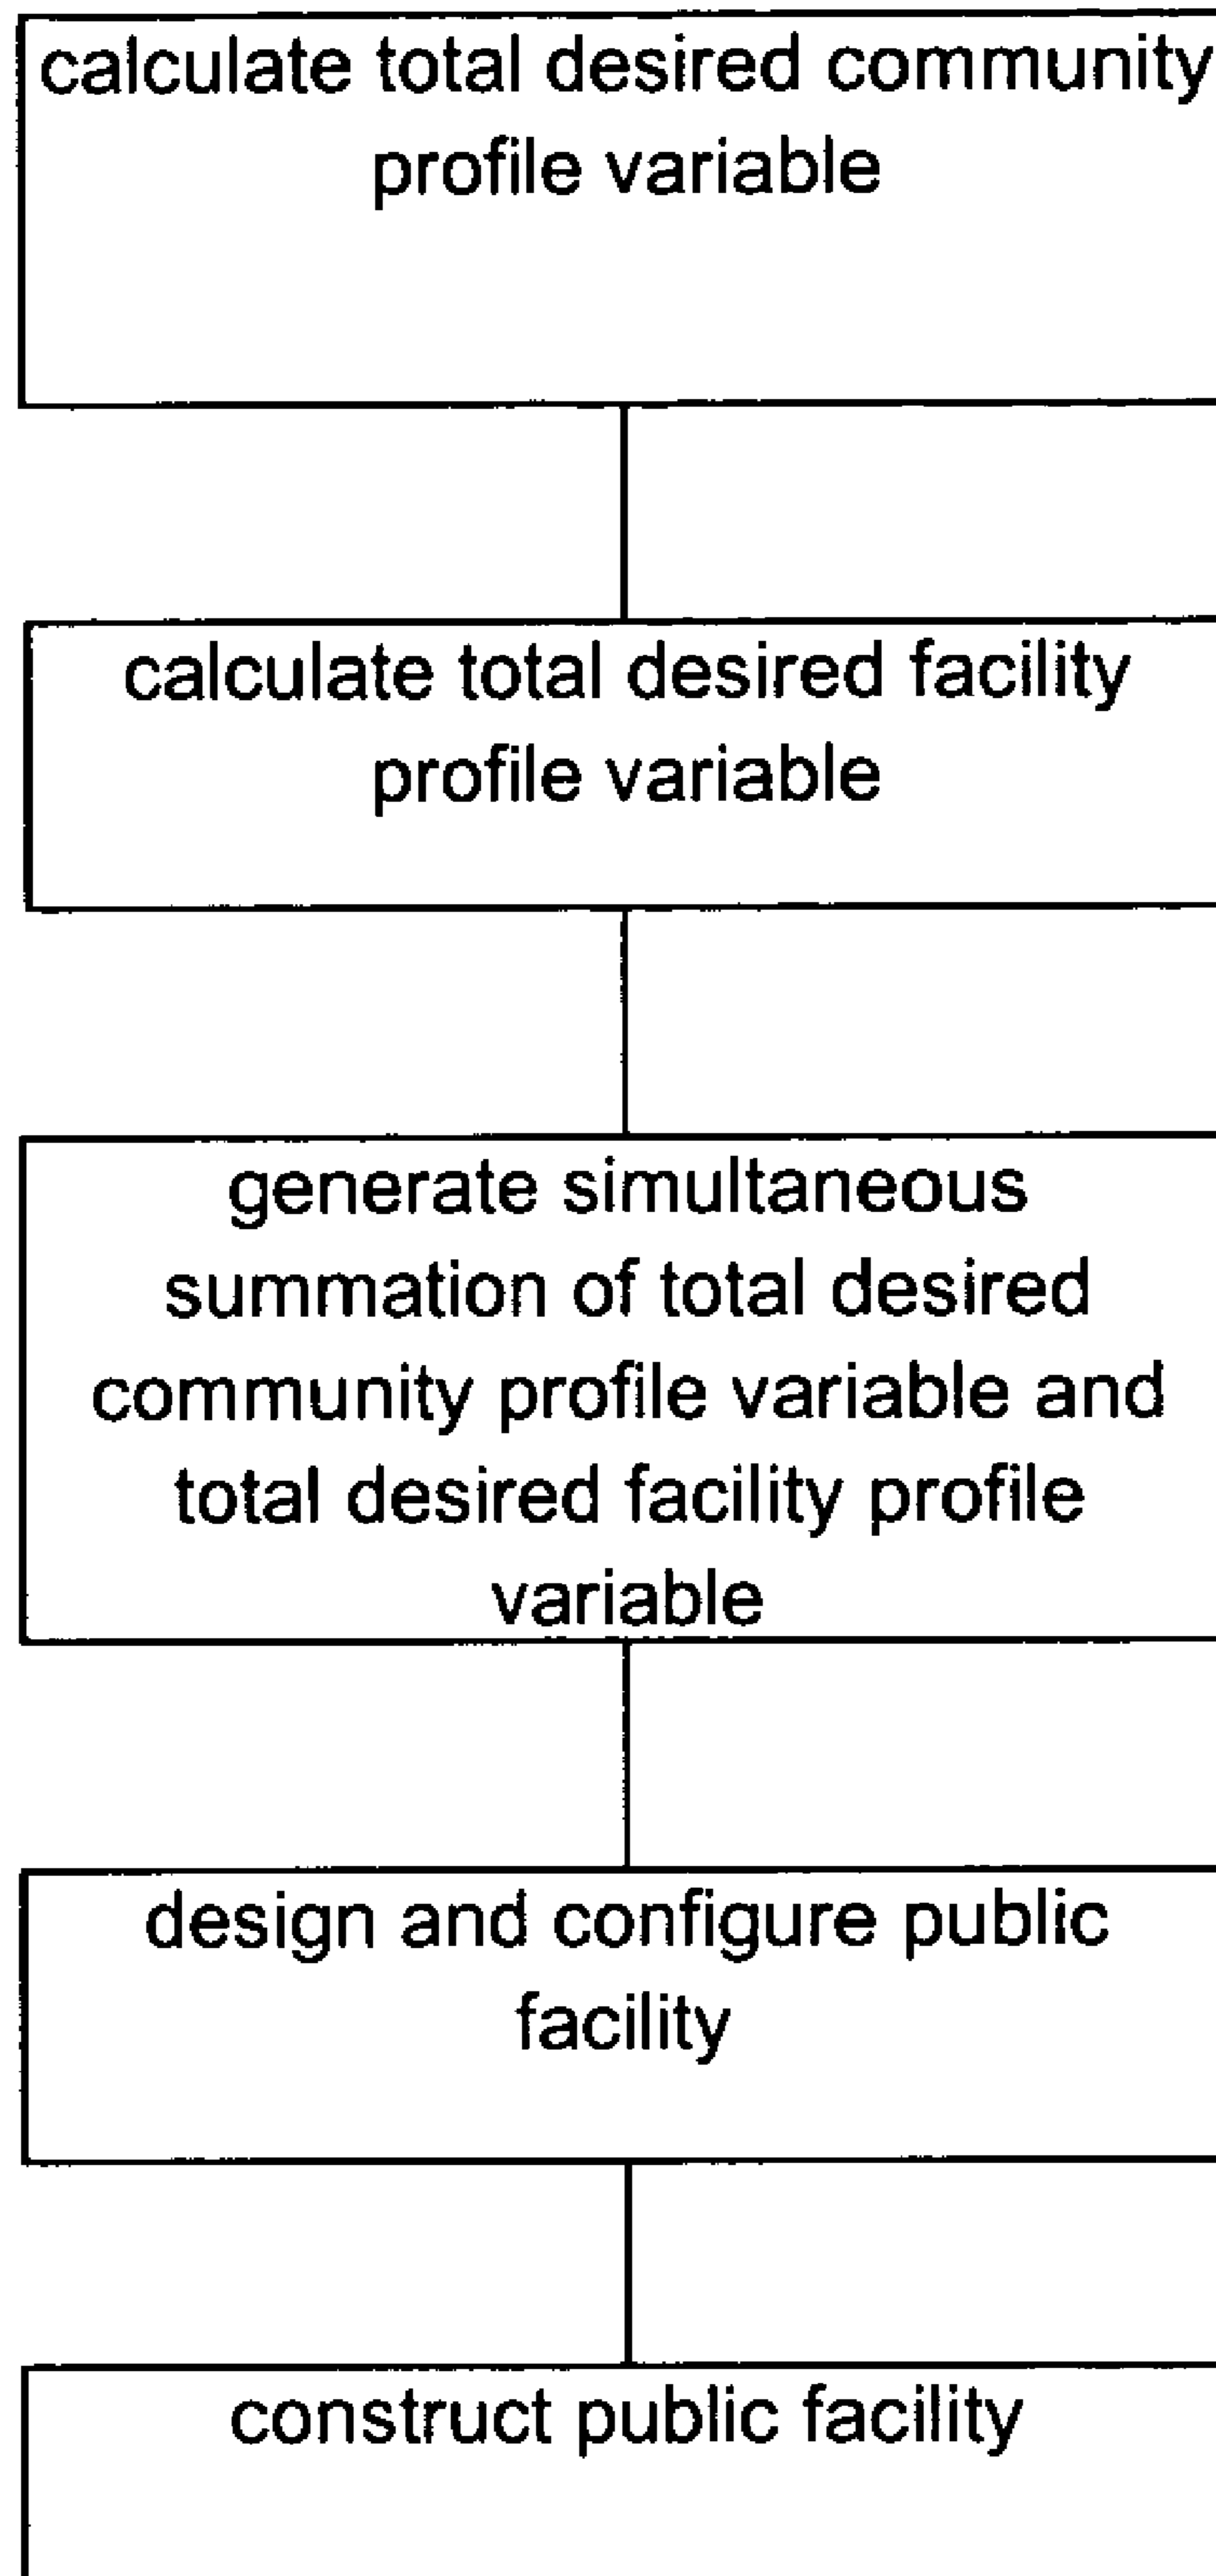 calculate total desired community
profile variable
calculate total desired facility
profile variable
generate simultaneous
summation of total desired
community profile variable and
total desired facility profile
variable
design and configure public
facility
construct public facility